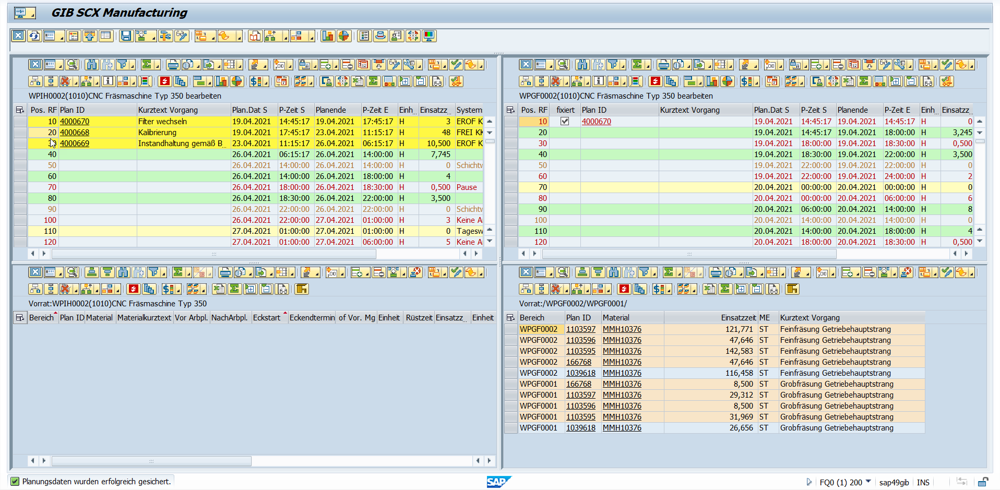 GIB SCX Manufacturing
WPIH0002(1010)CNC Fräsmaschine Typ 350 bearbeiten
Pos. RF Plan ID Kurztext Vorgang Plan.Dat S P-Zeit S Planende P-Zeit E Einh.. Einsatzz.. System
10 4000670 Filter wechseln 19.04.2021 14:45:17 19.04.2021 17:45:17 H 3 EROF K
20 4000668 Kalibrierung 19.04.2021 17:45:17 23.04.2021 11:15:17 H 48 FREI KK
4000669 Instandhaltung gemäß B.. 23.04.2021 11:15:17 26.04.2021 06:15:17 H 10,500 EROF K
40 26.04.2021 06:15:17 26.04.2021 14:00:00 H 7,745
50 26.04.2021 14:00:00 26.04.2021 14:00:00 H 0 Schichtw
60 26.04.2021 14:00:00 26.04.2021 18:00:00 H 4
70 26.04.2021 18:00:00 26.04.2021 18:30:00 H 0,500 Pause
80 26.04.2021 18:30:00 26.04.2021 22:00:00 H 3,500
90 26.04.2021 22:00:00 26.04.2021 22:00:00 H 0 Schichtw
100 26.04.2021 22:00:00 27.04.2021 01:00:00 H 3 Keine A
110 27.04.2021 01:00:00 27.04.2021 01:00:00 H 0 Tagesw
120 27.04.2021 01:00:00 27.04.2021 06:00:00 H 5 Keine A
WPGF0002(1010)CNC Fräsmaschine Typ 350 bearbeiten
Pos. RF fixiert Plan ID Kurztext Vorgang Plan.Dat S P-Zeit S Planende P-Zeit E Einh.. Einsatzz..
10 4000670 19.04.2021 14:45:17 19.04.2021 14:45:17 H 0
20 19.04.2021 14:45:17 19.04.2021 18:00:00 H 3,245
30 19.04.2021 18:00:00 19.04.2021 18:30:00 H 0,500
40 19.04.2021 18:30:00 19.04.2021 22:00:00 H 3,500
50 19.04.2021 22:00:00 19.04.2021 22:00:00 H 0
60 19.04.2021 22:00:00 19.04.2021 24:00:00 H 2
70 20.04.2021 00:00:00 20.04.2021 00:00:00 H 0
80 20.04.2021 00:00:00 20.04.2021 06:00:00 H 6
90 20.04.2021 06:00:00 20.04.2021 14:00:00 H 8
100 20.04.2021 14:00:00 20.04.2021 14:00:00 H 0
110 20.04.2021 14:00:00 20.04.2021 18:00:00 H 4
120 20.04.2021 18:00:00 20.04.2021 18:30:00 H 0,500
Vorrat:WPIH0002(1010)CNC Fräsmaschine Typ 350
Bereich Plan ID Material Materialkurztext Vor Arbpl. NachArbpl. Eckstart Eckendtermin of Vor. Mg Einheit Rüstzeit Einsatzz.. Einheit
Vorrat:/WPGF0002/WPGF0001/
Bereich Plan ID Material Einsatzzeit ME Kurztext Vorgang
WPGF0002 1103597 MMH10376 121,771 ST Feinfräsung Getriebehauptstrang
WPGF0002 1103596 MMH10376 47,646 ST Feinfräsung Getriebehauptstrang
WPGF0002 1103595 MMH10376 142,583 ST Feinfräsung Getriebehauptstrang
WPGF0002 166768 MMH10376 47,646 ST Feinfräsung Getriebehauptstrang
WPGF0002 1039618 MMH10376 116,458 ST Feinfräsung Getriebehauptstrang
WPGF0001 166768 MMH10376 8,500 ST Grobfräsung Getriebehauptstrang
WPGF0001 1103597 MMH10376 29,312 ST Grobfräsung Getriebehauptstrang
WPGF0001 1103596 MMH10376 8,500 ST Grobfräsung Getriebehauptstrang
WPGF0001 1103595 MMH10376 31,969 ST Grobfräsung Getriebehauptstrang
WPGF0001 1039618 MMH10376 26,656 ST Grobfräsung Getriebehauptstrang
Planungsdaten wurden erfolgreich gesichert.
SAP
FQ0 (1) 200 sap49gib INS